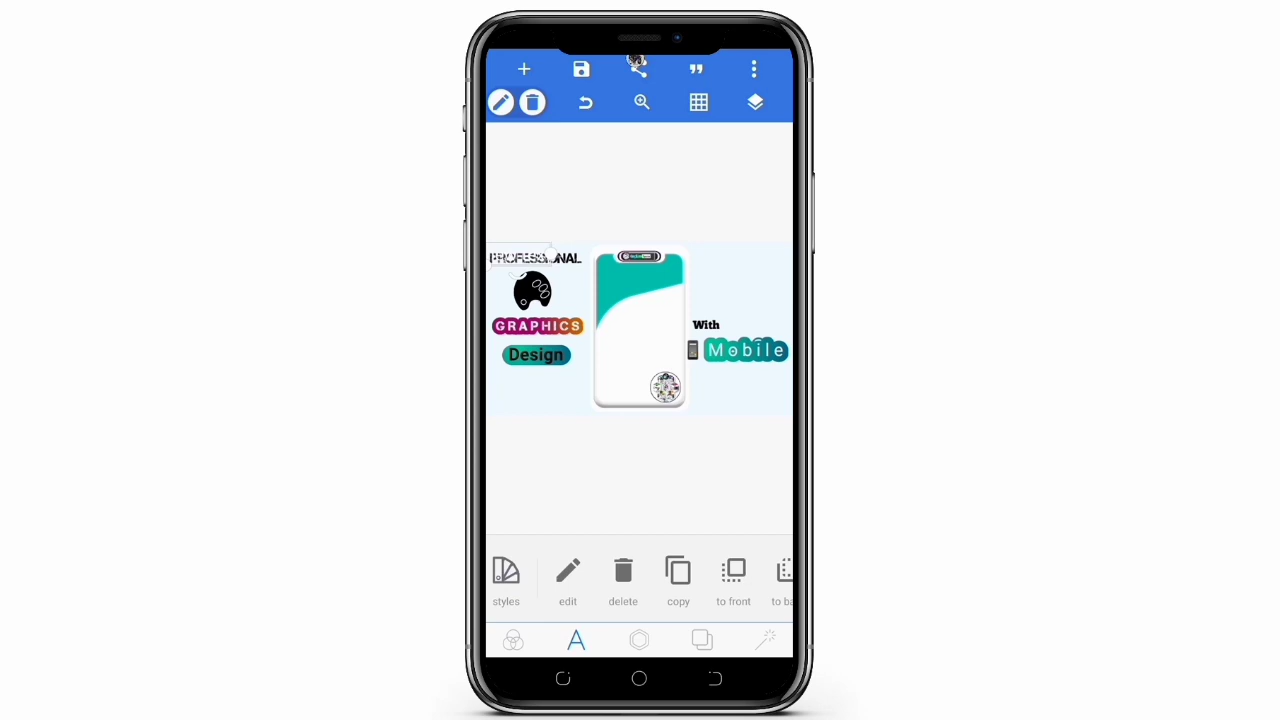 PROFESSIONAL
GRAPHICS
Design
With
Mobile
styles
edit
delete
copy
to front
to ba